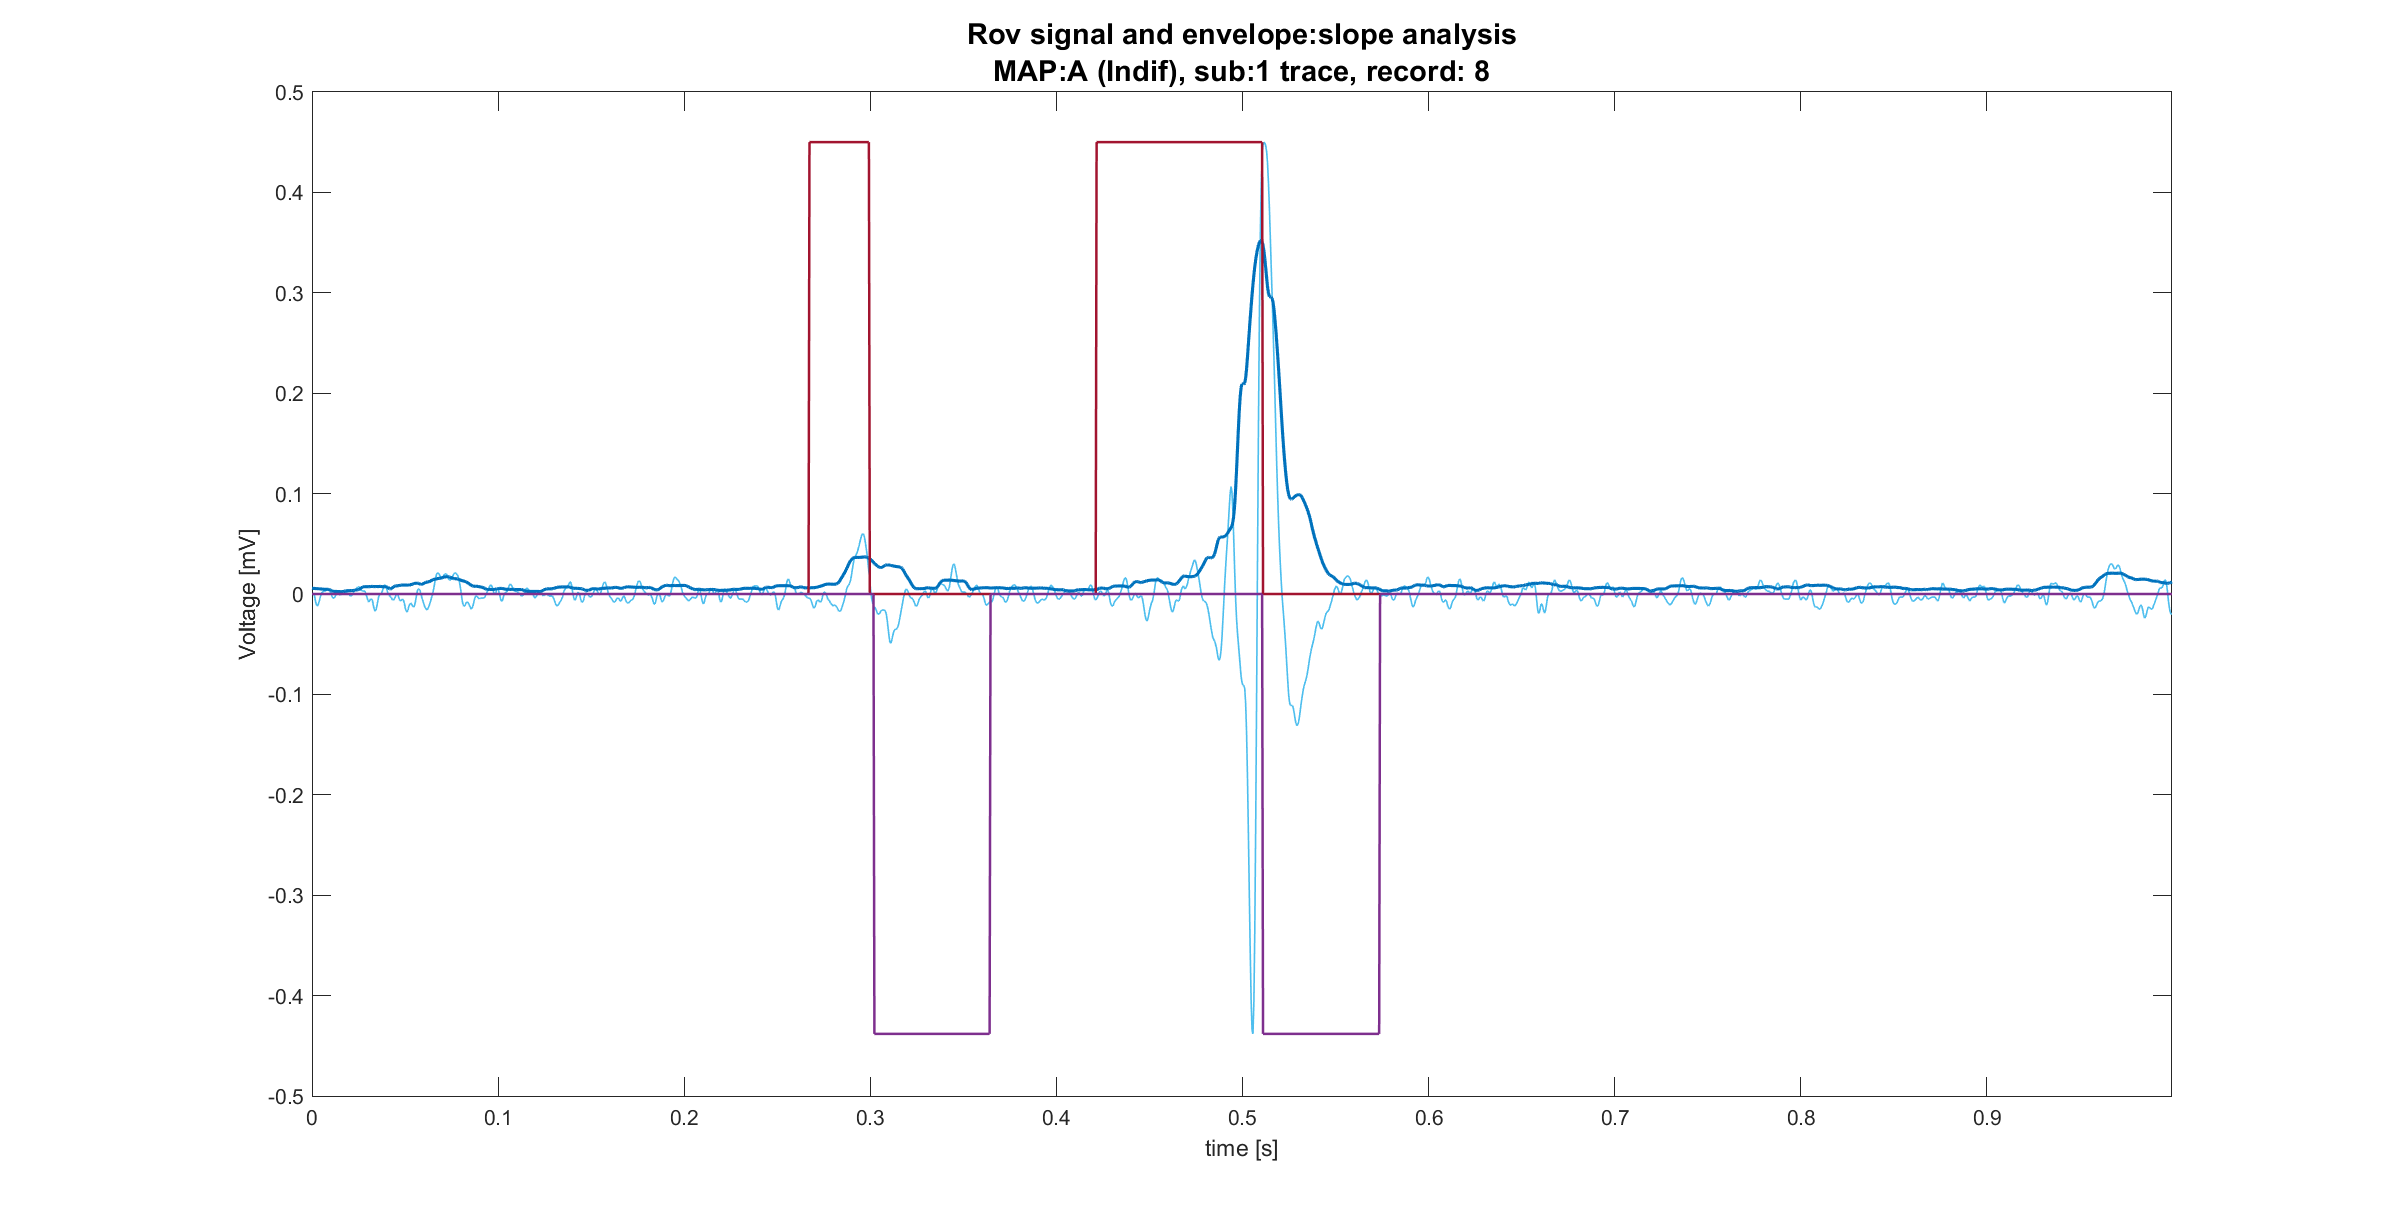 Rov signal and envelope:slope analysis
MAP:A (Indif), sub:1 trace, record: 8
0.5
0.4
0.3
0.2
0.1
0
-0.1
-0.2
-0.3
-0.4
-0.5
Voltage [mV]
0 0.1 0.2 0.3 0.4 0.5 0.6 0.7 0.8 0.9
time [s]